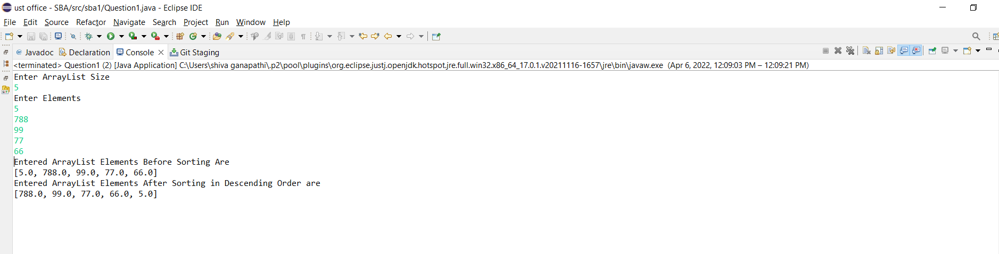 ust office - SBA/src/sba1/Question1.java - Eclipse IDE
File Edit Source Refactor Navigate Search Project Run Window Help
@ Javadoc Declaration Console Git Staging
<terminated> Question1 (2) [Java Application] C:\Users\shiva ganapathi\.p2\pool\plugins\org.eclipse.justj.openjdk.hotspot.jre.full.win32.x86_64_17.0.1.v20211116-1657\jre\bin\javaw.exe (Apr 6, 2022, 12:09:03 PM – 12:09:21 PM)
Enter ArrayList Size
5
Enter Elements
5
788
99
77
66
Entered ArrayList Elements Before Sorting Are
[5.0, 788.0, 99.0, 77.0, 66.0]
Entered ArrayList Elements After Sorting in Descending Order are
[788.0, 99.0, 77.0, 66.0, 5.0]
GIT